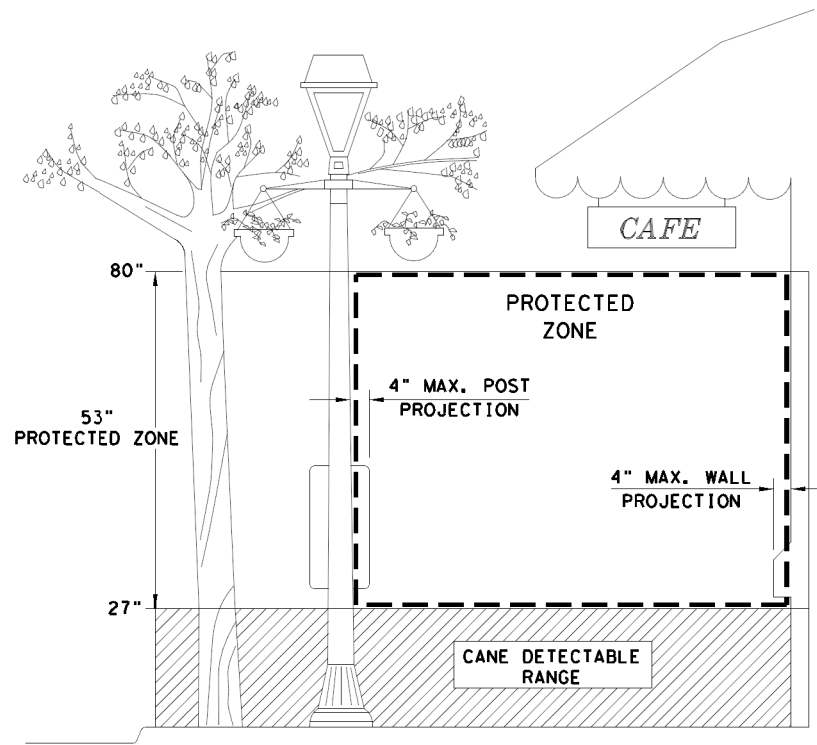 CAFE
80"
PROTECTED
ZONE
4" MAX. POST
PROJECTION
53"
PROTECTED ZONE
4" MAX. WALL
PROJECTION
27"
CANE DETECTABLE
RANGE